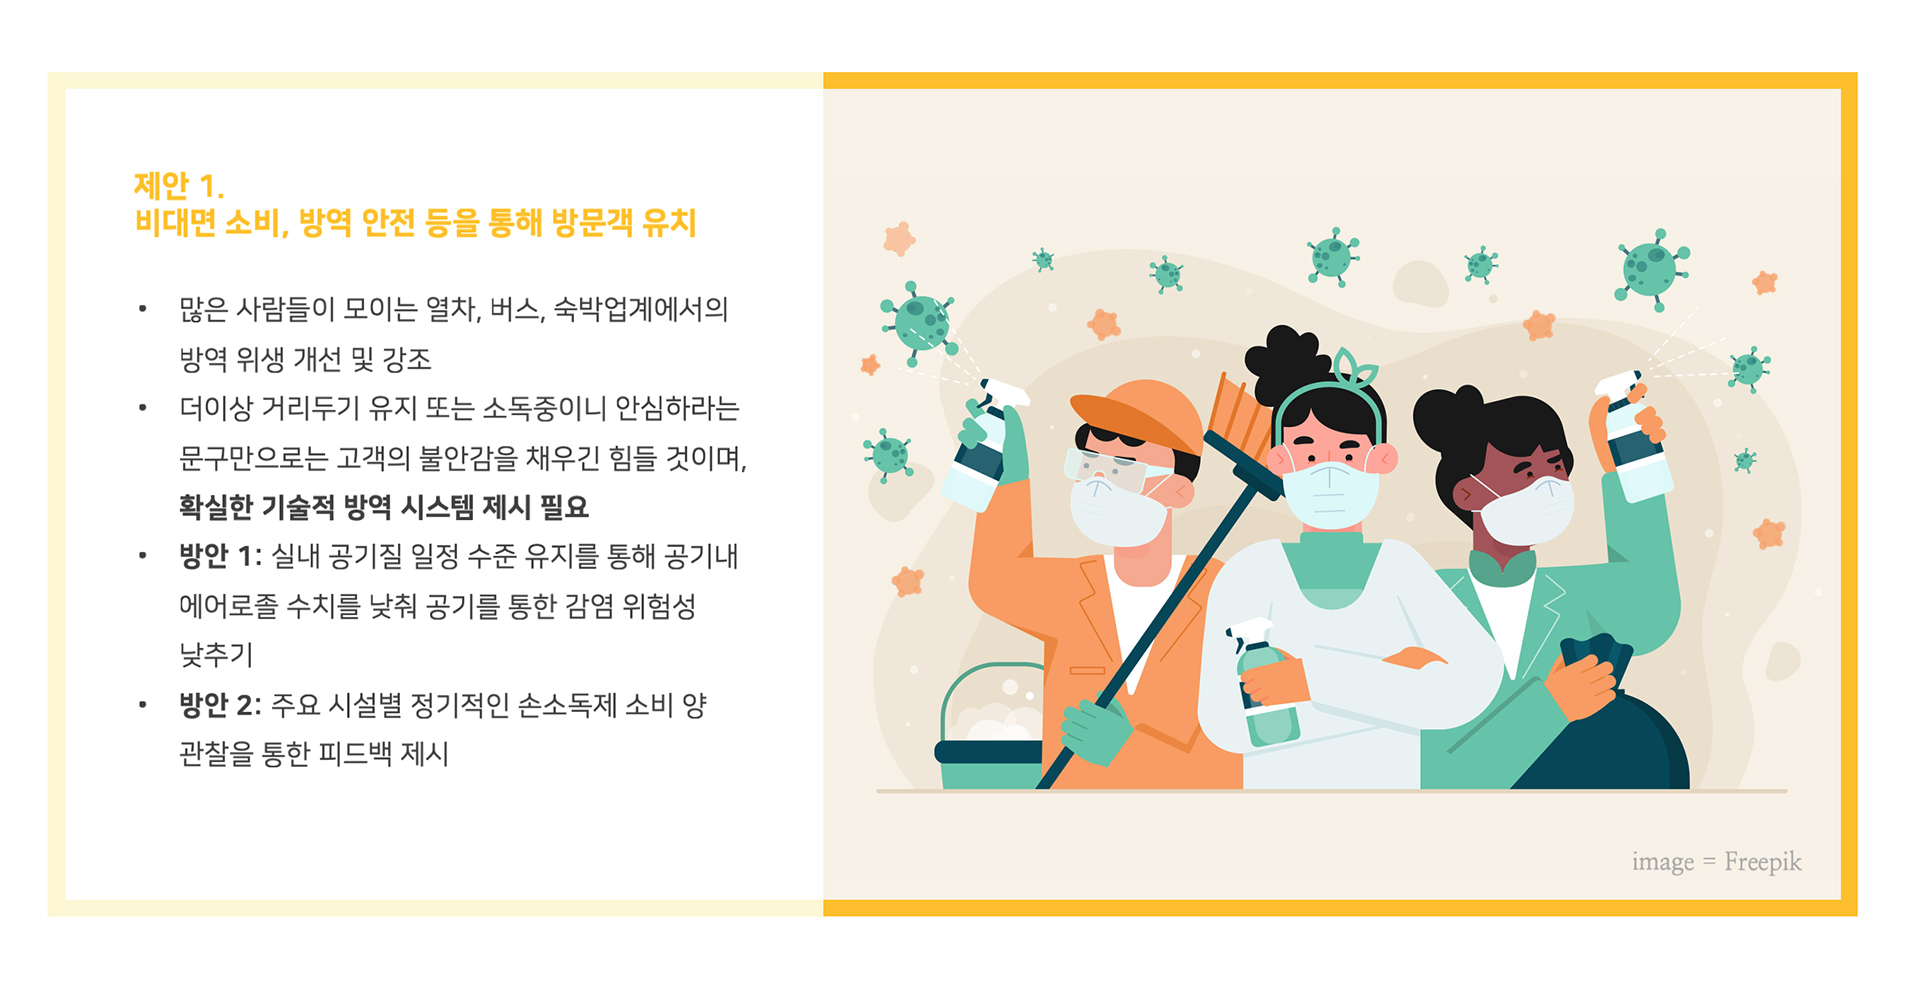 제안 1.
비대면 소비, 방역 안전 등을 통해 방문객 유치
• 많은 사람들이 모이는 열차, 버스, 숙박업계에서의
방역 위생 개선 및 강조
• 더이상 거리두기 유지 또는 소독중이니 안심하라는
문구만으로는 고객의 불안감을 채우긴 힘들 것이며,
확실한 기술적 방역 시스템 제시 필요
• 방안 1: 실내 공기질 일정 수준 유지를 통해 공기내
에어로졸 수치를 낮춰 공기를 통한 감염 위험성
낮추기
• 방안 2: 주요 시설별 정기적인 손소독제 소비 양
관찰을 통한 피드백 제시
image = Freepik